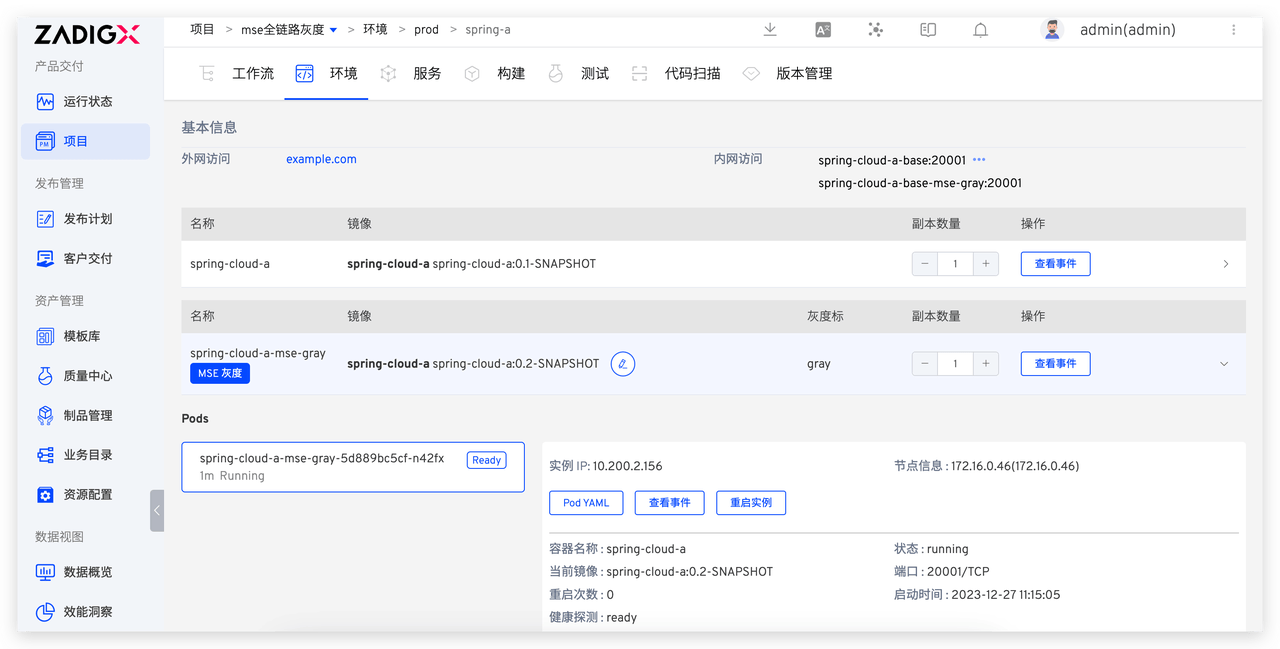 ZADIGX
项目 > mse全链路灰度 > 环境 > prod > spring-a
admin(admin)
产品交付
运行状态
项目
发布管理
发布计划
客户交付
资产管理
模板库
质量中心
制品管理
业务目录
资源配置
数据视图
数据概览
效能洞察
工作流 环境 服务 构建 测试 代码扫描 版本管理
基本信息
外网访问 example.com 内网访问 spring-cloud-a-base:20001 •••
spring-cloud-a-base-mse-gray:20001
名称 镜像 副本数量 操作
spring-cloud-a spring-cloud-a spring-cloud-a:0.1-SNAPSHOT − 1 + 查看事件
名称 镜像 灰度标 副本数量 操作
spring-cloud-a-mse-gray spring-cloud-a spring-cloud-a:0.2-SNAPSHOT gray − 1 + 查看事件
MSE 灰度
Pods
spring-cloud-a-mse-gray-5d889bc5cf-n42fx Ready
1m Running
实例 IP: 10.200.2.156 节点信息 : 172.16.0.46(172.16.0.46)
Pod YAML 查看事件 重启实例
容器名称 : spring-cloud-a 状态 : running
当前镜像 : spring-cloud-a:0.2-SNAPSHOT 端口 : 20001/TCP
重启次数 : 0 启动时间 : 2023-12-27 11:15:05
健康探测 : ready